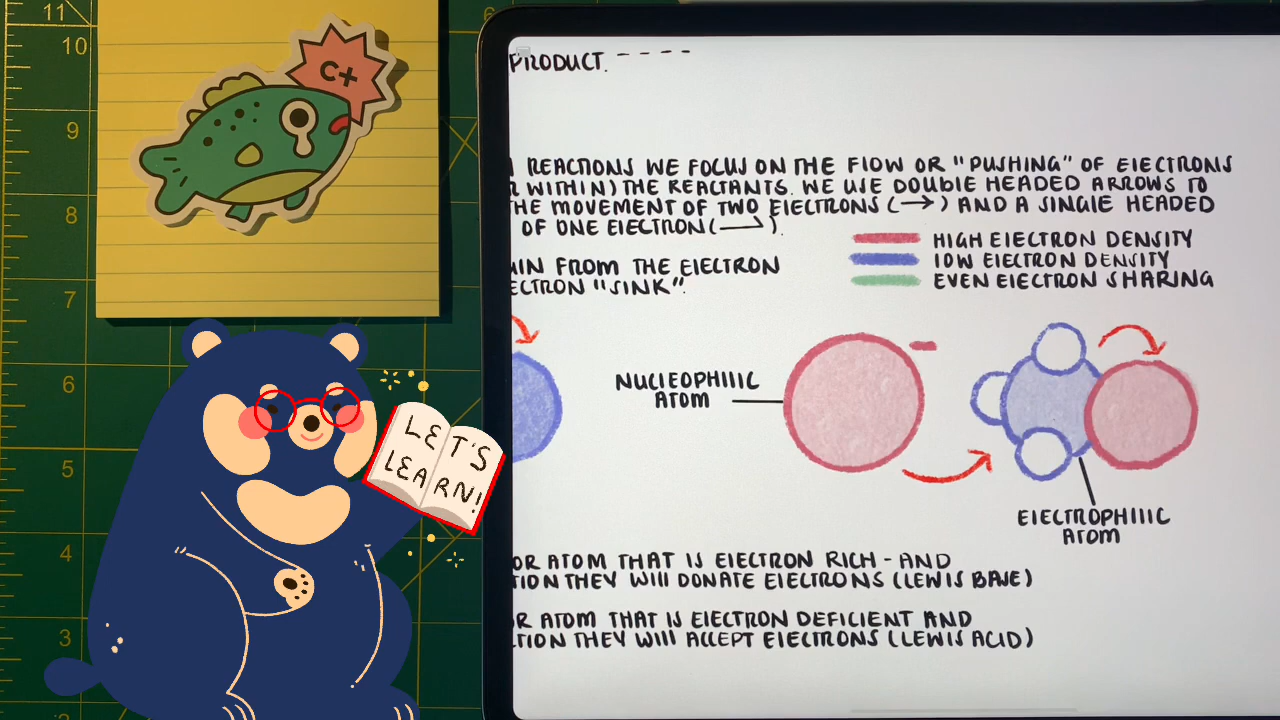 11
10
9
8
7
6
5
4
3
6
C+
LET'S
LEARN!
PRODUCT. ----
REACTIONS WE FOCUS ON THE FLOW OR "PUSHING" OF ELECTRONS
WITHIN) THE REACTANTS. WE USE DOUBLE HEADED ARROWS TO
THE MOVEMENT OF TWO ELECTRONS (→) AND A SINGLE HEADED
OF ONE ELECTRON (⇀).
HIGH ELECTRON DENSITY
LOW ELECTRON DENSITY
EVEN ELECTRON SHARING
FROM THE ELECTRON
"SINK".
NUCLEOPHILIC
ATOM
ELECTROPHILIC
ATOM
OR ATOM THAT IS ELECTRON RICH - AND
THEY WILL DONATE ELECTRONS (LEWIS BASE)
OR ATOM THAT IS ELECTRON DEFICIENT AND
THEY WILL ACCEPT ELECTRONS (LEWIS ACID)